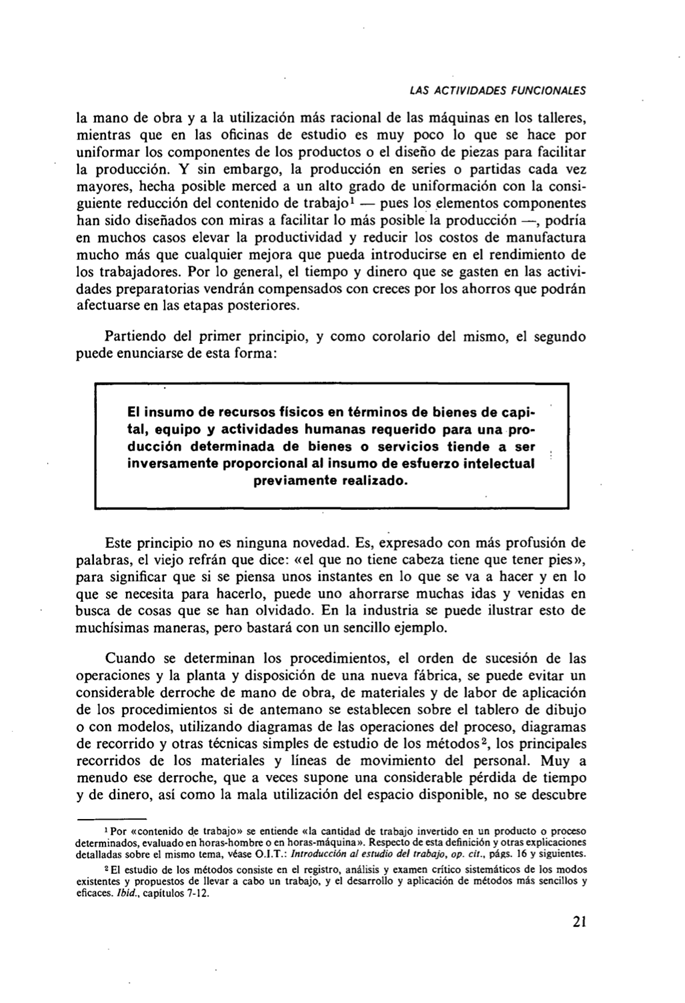 LAS ACTIVIDADES FUNCIONALES
la mano de obra y a la utilización más racional de las máquinas en los talleres,
mientras que en las oficinas de estudio es muy poco lo que se hace por
uniformar los componentes de los productos o el diseño de piezas para facilitar
la producción. Y sin embargo, la producción en series o partidas cada vez
mayores, hecha posible merced a un alto grado de uniformación con la consi-
guiente reducción del contenido de trabajo¹ — pues los elementos componentes
han sido diseñados con miras a facilitar lo más posible la producción —, podría
en muchos casos elevar la productividad y reducir los costos de manufactura
mucho más que cualquier mejora que pueda introducirse en el rendimiento de
los trabajadores. Por lo general, el tiempo y dinero que se gasten en las activi-
dades preparatorias vendrán compensados con creces por los ahorros que podrán
afectuarse en las etapas posteriores.
Partiendo del primer principio, y como corolario del mismo, el segundo
puede enunciarse de esta forma:
El insumo de recursos físicos en términos de bienes de capi-
tal, equipo y actividades humanas requerido para una pro-
ducción determinada de bienes o servicios tiende a ser
inversamente proporcional al insumo de esfuerzo intelectual
previamente realizado.
Este principio no es ninguna novedad. Es, expresado con más profusión de
palabras, el viejo refrán que dice: «el que no tiene cabeza tiene que tener pies»,
para significar que si se piensa unos instantes en lo que se va a hacer y en lo
que se necesita para hacerlo, puede uno ahorrarse muchas idas y venidas en
busca de cosas que se han olvidado. En la industria se puede ilustrar esto de
muchísimas maneras, pero bastará con un sencillo ejemplo.
Cuando se determinan los procedimientos, el orden de sucesión de las
operaciones y la planta y disposición de una nueva fábrica, se puede evitar un
considerable derroche de mano de obra, de materiales y de labor de aplicación
de los procedimientos si de antemano se establecen sobre el tablero de dibujo
o con modelos, utilizando diagramas de las operaciones del proceso, diagramas
de recorrido y otras técnicas simples de estudio de los métodos², los principales
recorridos de los materiales y líneas de movimiento del personal. Muy a
menudo ese derroche, que a veces supone una considerable pérdida de tiempo
y de dinero, así como la mala utilización del espacio disponible, no se descubre
¹ Por «contenido de trabajo» se entiende «la cantidad de trabajo invertido en un producto o proceso
determinados, evaluado en horas-hombre o en horas-máquina». Respecto de esta definición y otras explicaciones
detalladas sobre el mismo tema, véase O.I.T.: Introducción al estudio del trabajo, op. cit., págs. 16 y siguientes.
² El estudio de los métodos consiste en el registro, análisis y examen crítico sistemáticos de los modos
existentes y propuestos de llevar a cabo un trabajo, y el desarrollo y aplicación de métodos más sencillos y
eficaces. Ibid., capítulos 7-12.
21